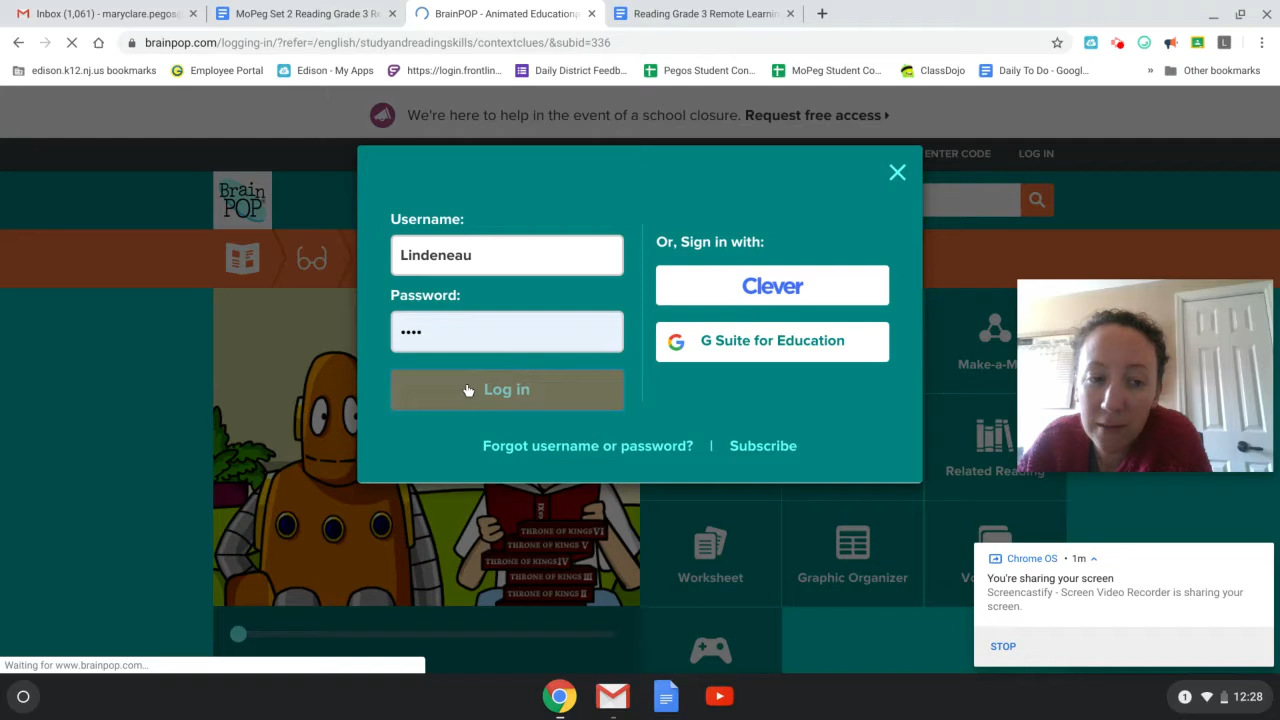 Inbox (1,061) - maryclare.pegos@
MoPeg Set 2 Reading Grade 3 R
BrainPOP - Animated Educationa
Reading Grade 3 Remote Learnin
brainpop.com/logging-in/?refer=/english/studyandreadingskills/contextclues/&subid=336
edison.k12.nj.us bookmarks
Employee Portal
Edison - My Apps
https://login.frontlin...
Daily District Feedb...
Pegos Student Con...
MoPeg Student Co...
ClassDojo
Daily To Do - Googl...
»
Other bookmarks
We're here to help in the event of a school closure. Request free access
ENTER CODE
LOG IN
Brain POP
Username:
Lindeneau
Password:
••••
Log in
Or, Sign in with:
Clever
G Suite for Education
Forgot username or password? | Subscribe
Make-a-M
Related Reading
Worksheet
Graphic Organizer
Vo
THRONE OF KINGS VI
THRONE OF KINGS V
THRONE OF KINGS IV
THRONE OF KINGS III
THRONE OF KINGS II
Chrome OS • 1m
You're sharing your screen
Screencastify - Screen Video Recorder is sharing your
screen.
STOP
Waiting for www.brainpop.com...
1
12:28